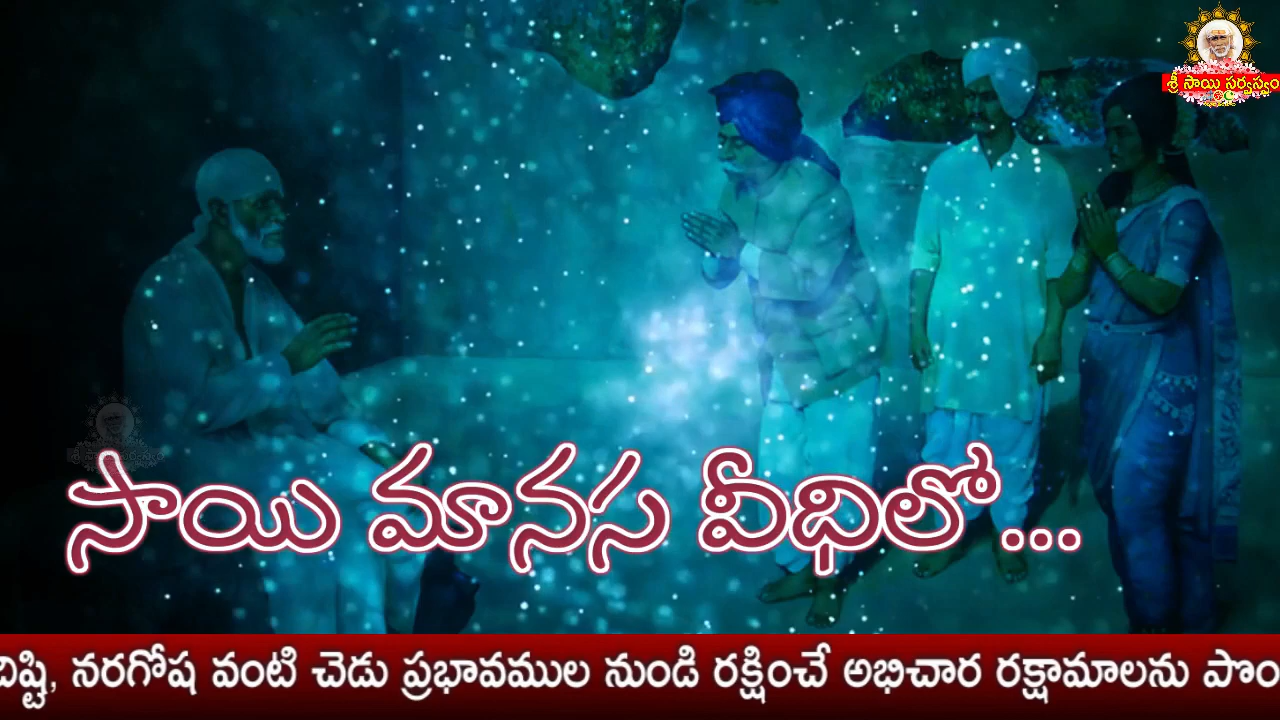 శ్రీ సాయి సర్వస్వం
సాయి మానస వీధిలో...
నరగోష వంటి చెడు ప్రభావముల నుండి రక్షించే అభిచార రక్షామాలను